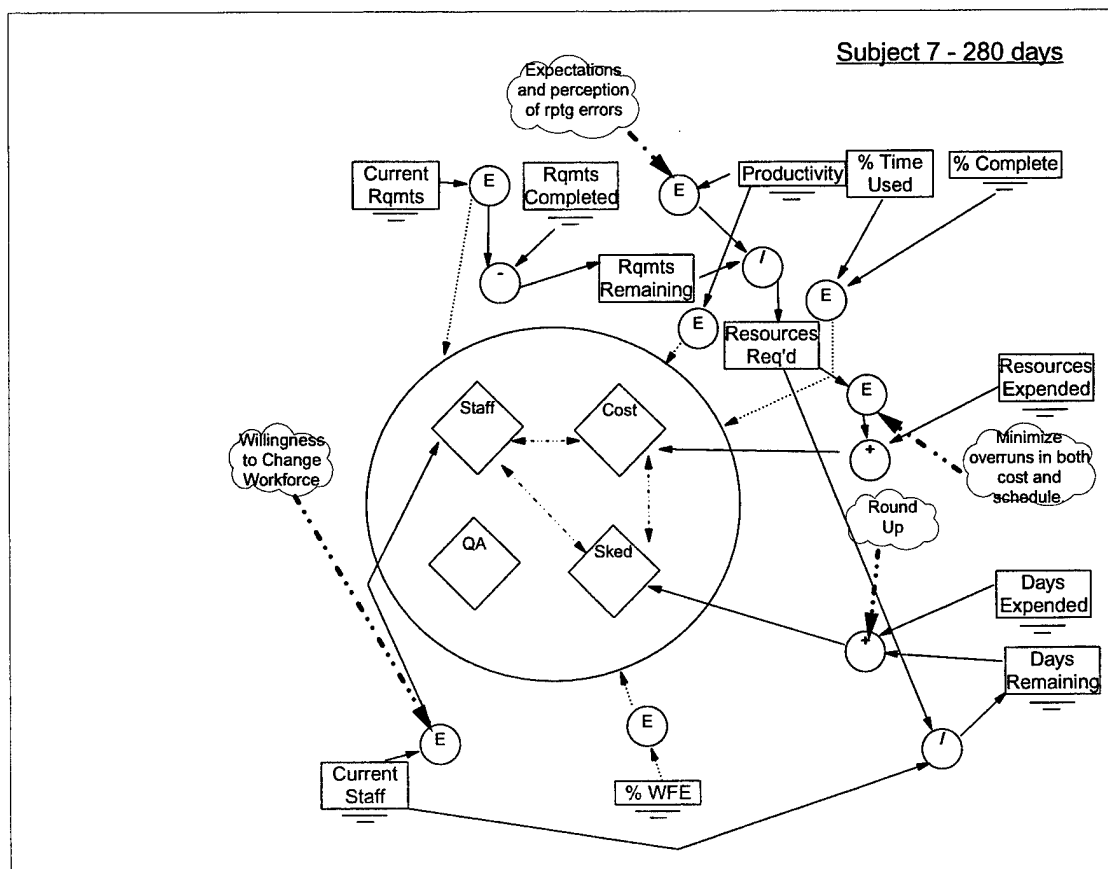 Subject 7 - 280 days
Expectations
and perception
of rptg errors
Current
Rqmts
E
Rqmts
Completed
E
Productivity
% Time
Used
% Complete
-
Rqmts
Remaining
/
E
E
Resources
Req'd
E
Resources
Expended
Staff
Cost
Willingness
to Change
Workforce
+
Minimize
overruns in both
cost and
schedule
Round
Up
QA
Sked
Days
Expended
+
Days
Remaining
E
E
/
Current
Staff
% WFE